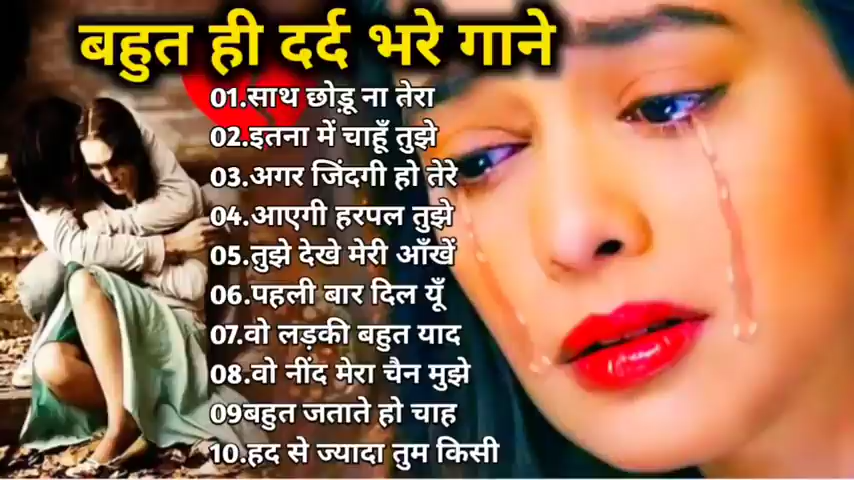 बहुत ही दर्द भरे गाने
01.साथ छोड़ू ना तेरा
02.इतना में चाहूँ तुझे
03.अगर जिंदगी हो तेरे
04.आएगी हरपल तुझे
05.तुझे देखे मेरी आँखें
06.पहली बार दिल यूँ
07.वो लड़की बहुत याद
08.वो नींद मेरा चैन मुझे
09बहुत जताते हो चाह
10.हद से ज्यादा तुम किसी